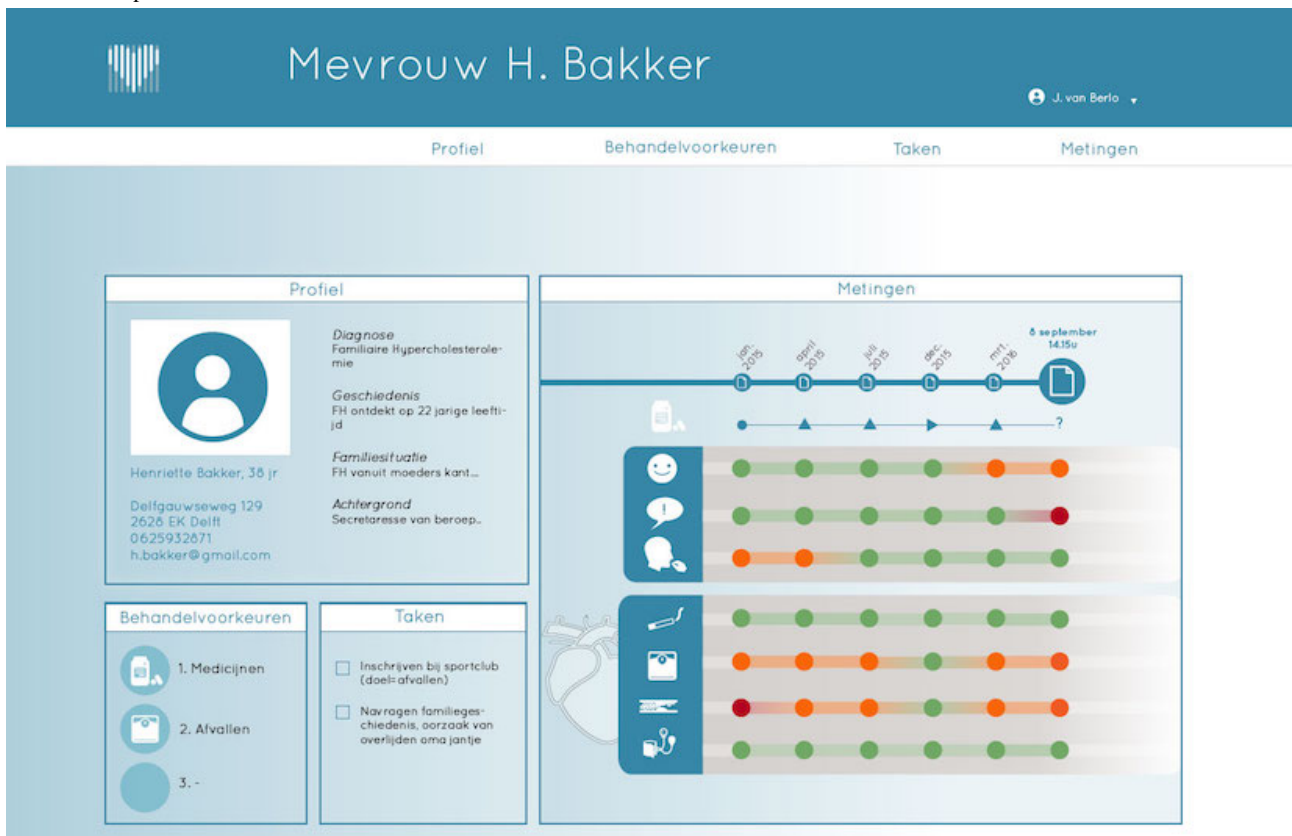 Mevrouw H. Bakker
J. van Berlo
Profiel
Behandelvoorkeuren
Taken
Metingen
Profiel
Diagnose
Familiaire Hypercholesterole-
mie
Geschiedenis
FH ontdekt op 22 jarige leefti-
jd
Familiesituatie
FH vanuit moeders kant...
Achtergrond
Secretaresse van beroep..
Henriette Bakker, 38 jr
Delfgauwseweg 129
2628 EK Delft
0625932871
h.bakker@gmail.com
Metingen
jan.
2015
april
2015
juli
2015
dec.
2015
mrt.
2016
8 september
14.15u
?
!
Behandelvoorkeuren
1. Medicijnen
2. Afvallen
3. -
Taken
Inschrijven bij sportclub
(doel= afvallen)
Navragen familieges-
chiedenis, oorzaak van
overlijden oma jantje